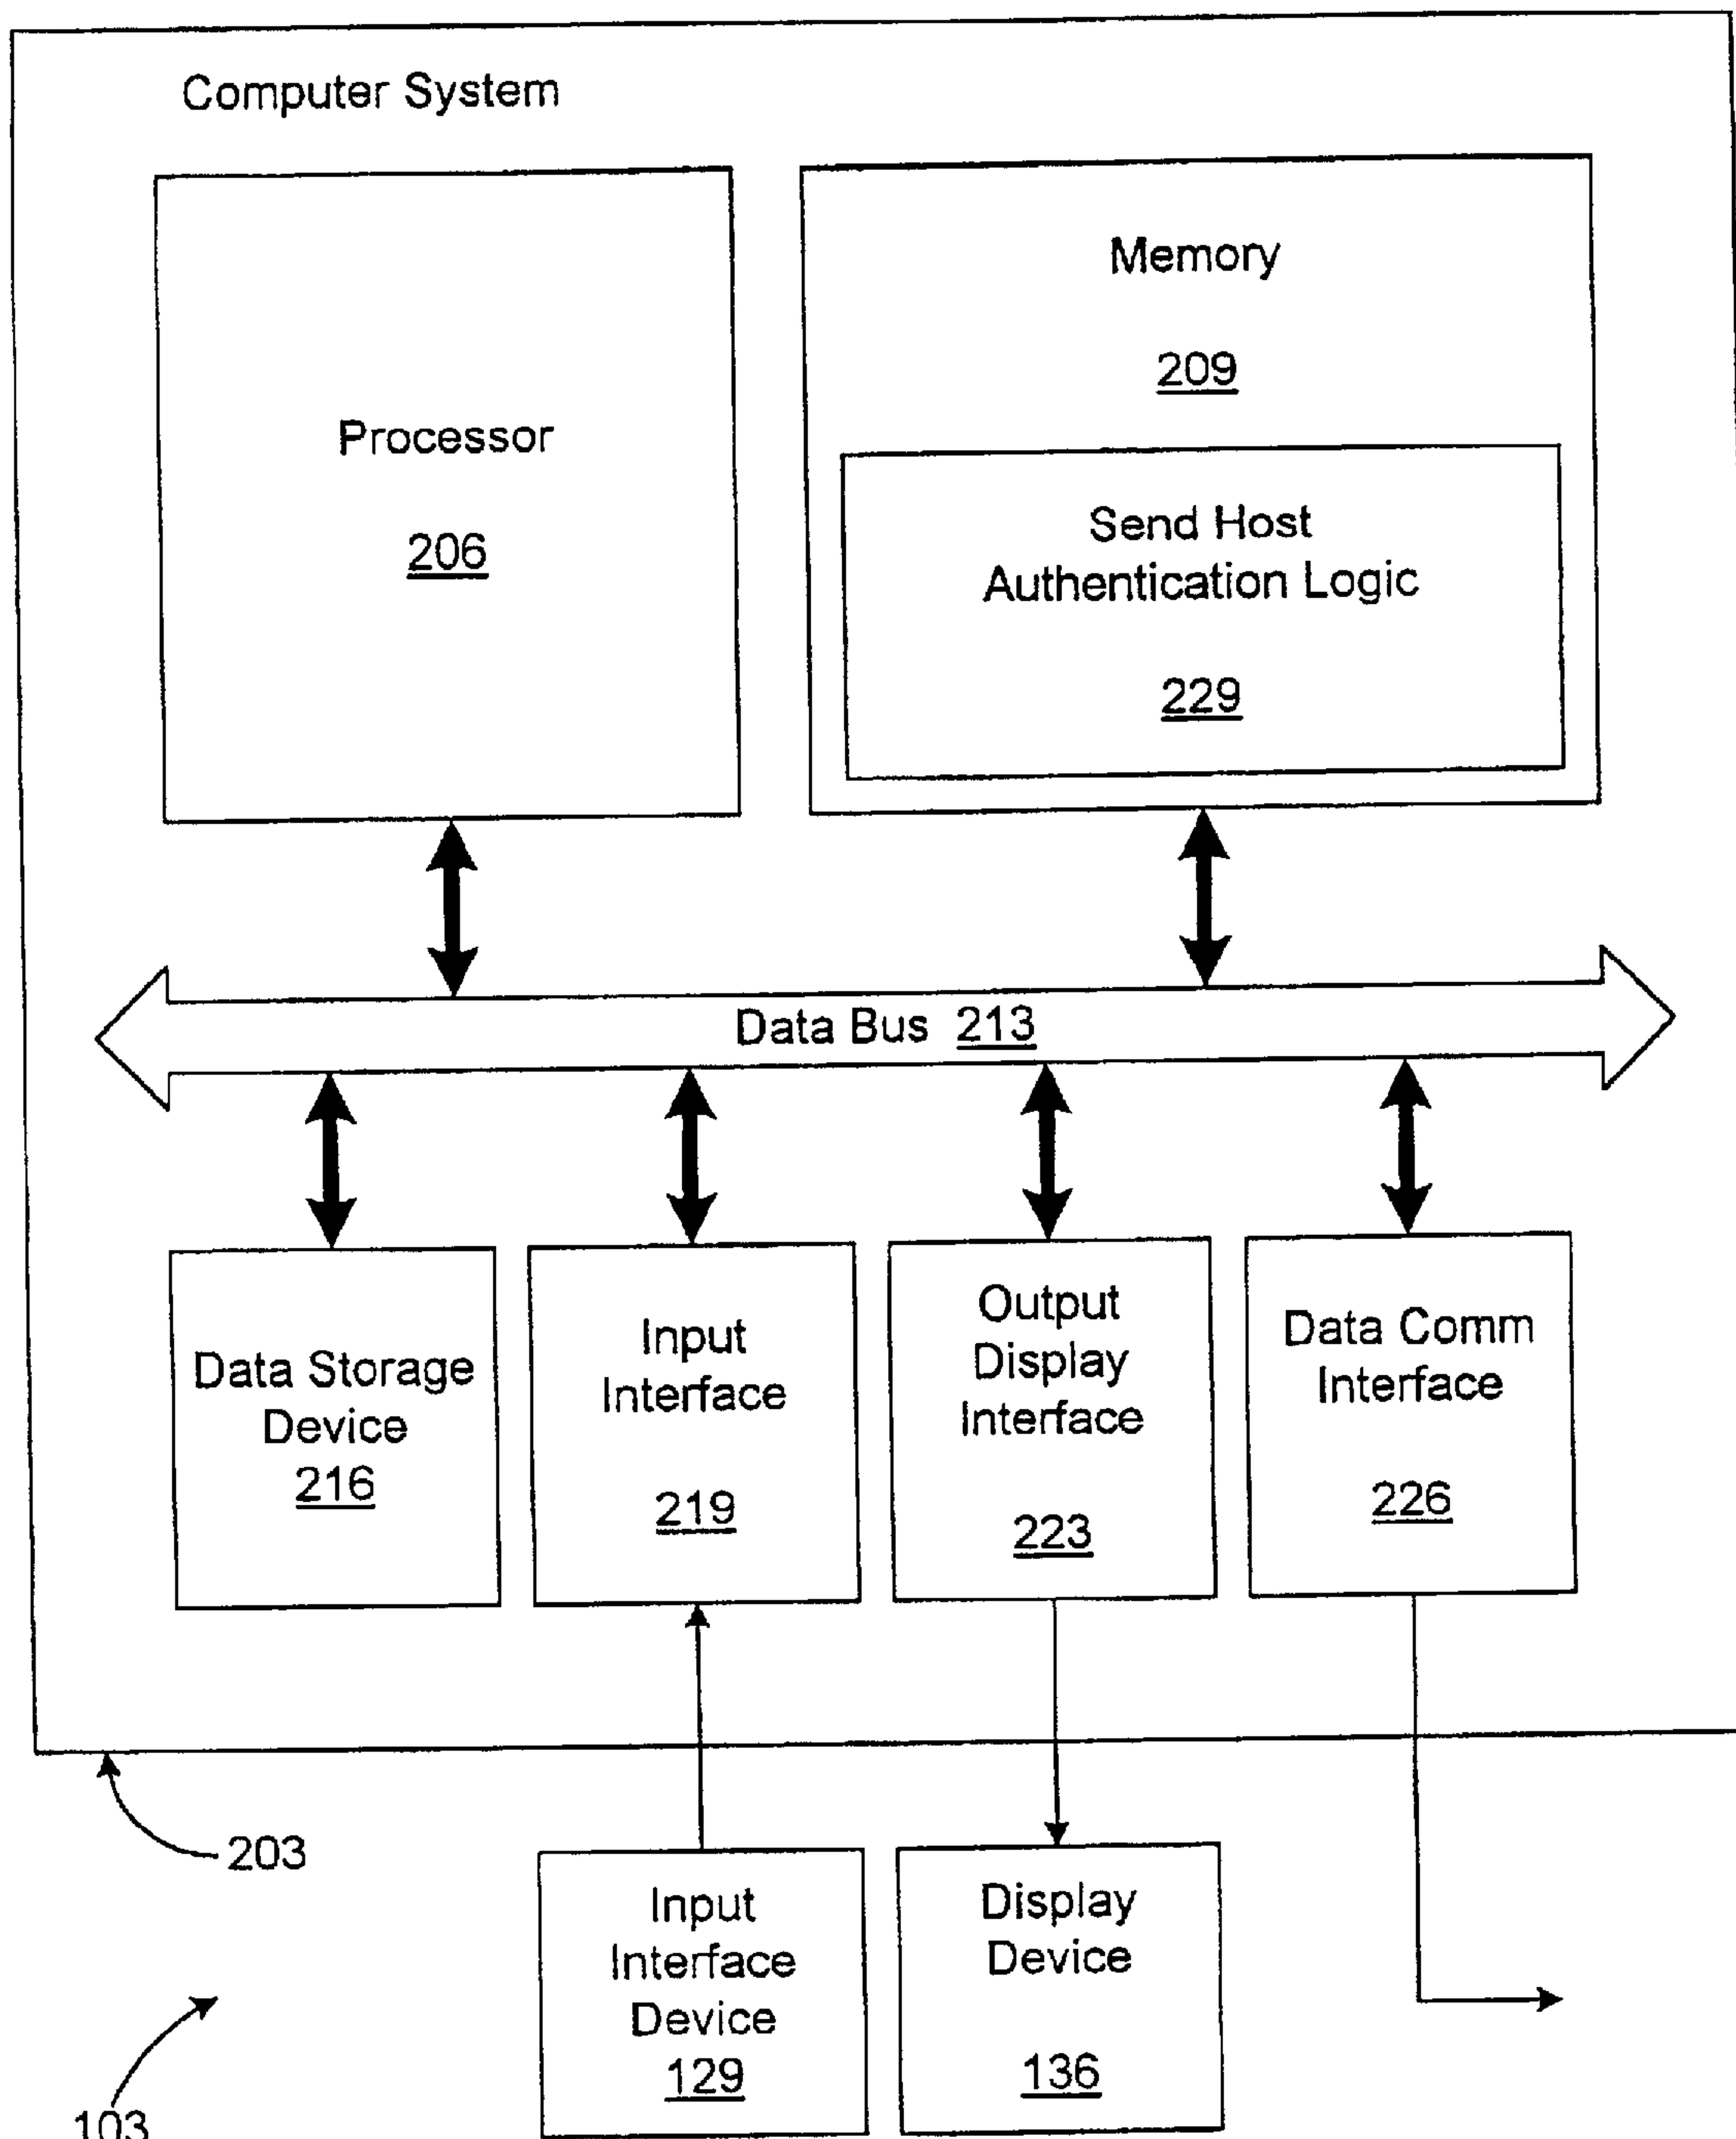 Computer System
Processor
206
Memory
209
Send Host
Authentication Logic
229
Data Bus 213
Data Storage
Device
216
Input
Interface
219
Output
Display
Interface
223
Data Comm
Interface
226
203
Input
Interface
Device
129
Display
Device
136
103